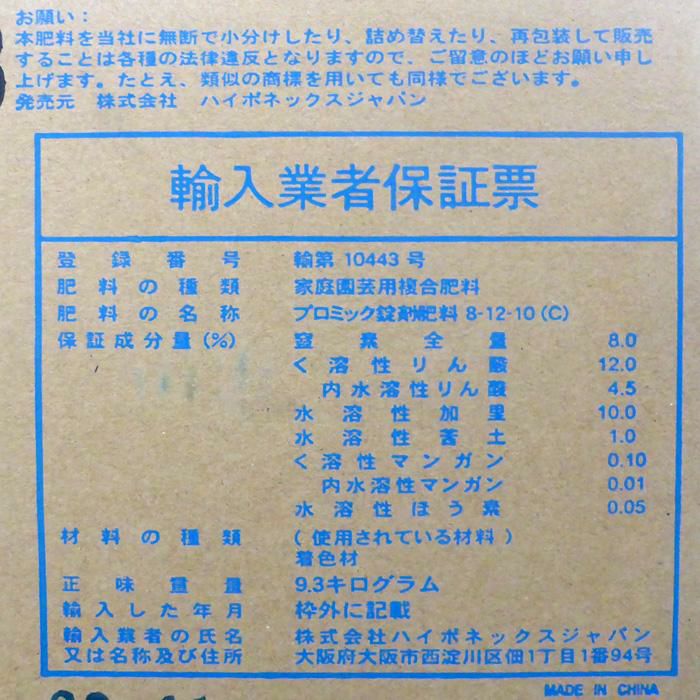 お願い：
本肥料を当社に無断で小分けしたり、詰め替えたり、再包装して販売
することは各種の法律違反となりますので、ご留意のほどお願い申し
上げます。たとえ、類似の商標を用いても同様でございます。
発売元 株式会社 ハイポネックスジャパン
輸入業者保証票
登録番号 輸第 10443 号
肥料の種類 家庭園芸用複合肥料
肥料の名称 プロミック錠剤肥料 8-12-10 (C)
保証成分量 (%) 窒素全量 8.0
く溶性りん酸 12.0
内水溶性りん酸 4.5
水溶性加里 10.0
水溶性苦土 1.0
く溶性マンガン 0.10
内水溶性マンガン 0.01
水溶性ほう素 0.05
材料の種類 (使用されている材料)
着色材
正味重量 9.3キログラム
輸入した年月 枠外に記載
輸入業者の氏名 株式会社ハイポネックスジャパン
又は名称及び住所 大阪府大阪市西淀川区佃1丁目1番94号
MADE IN CHINA